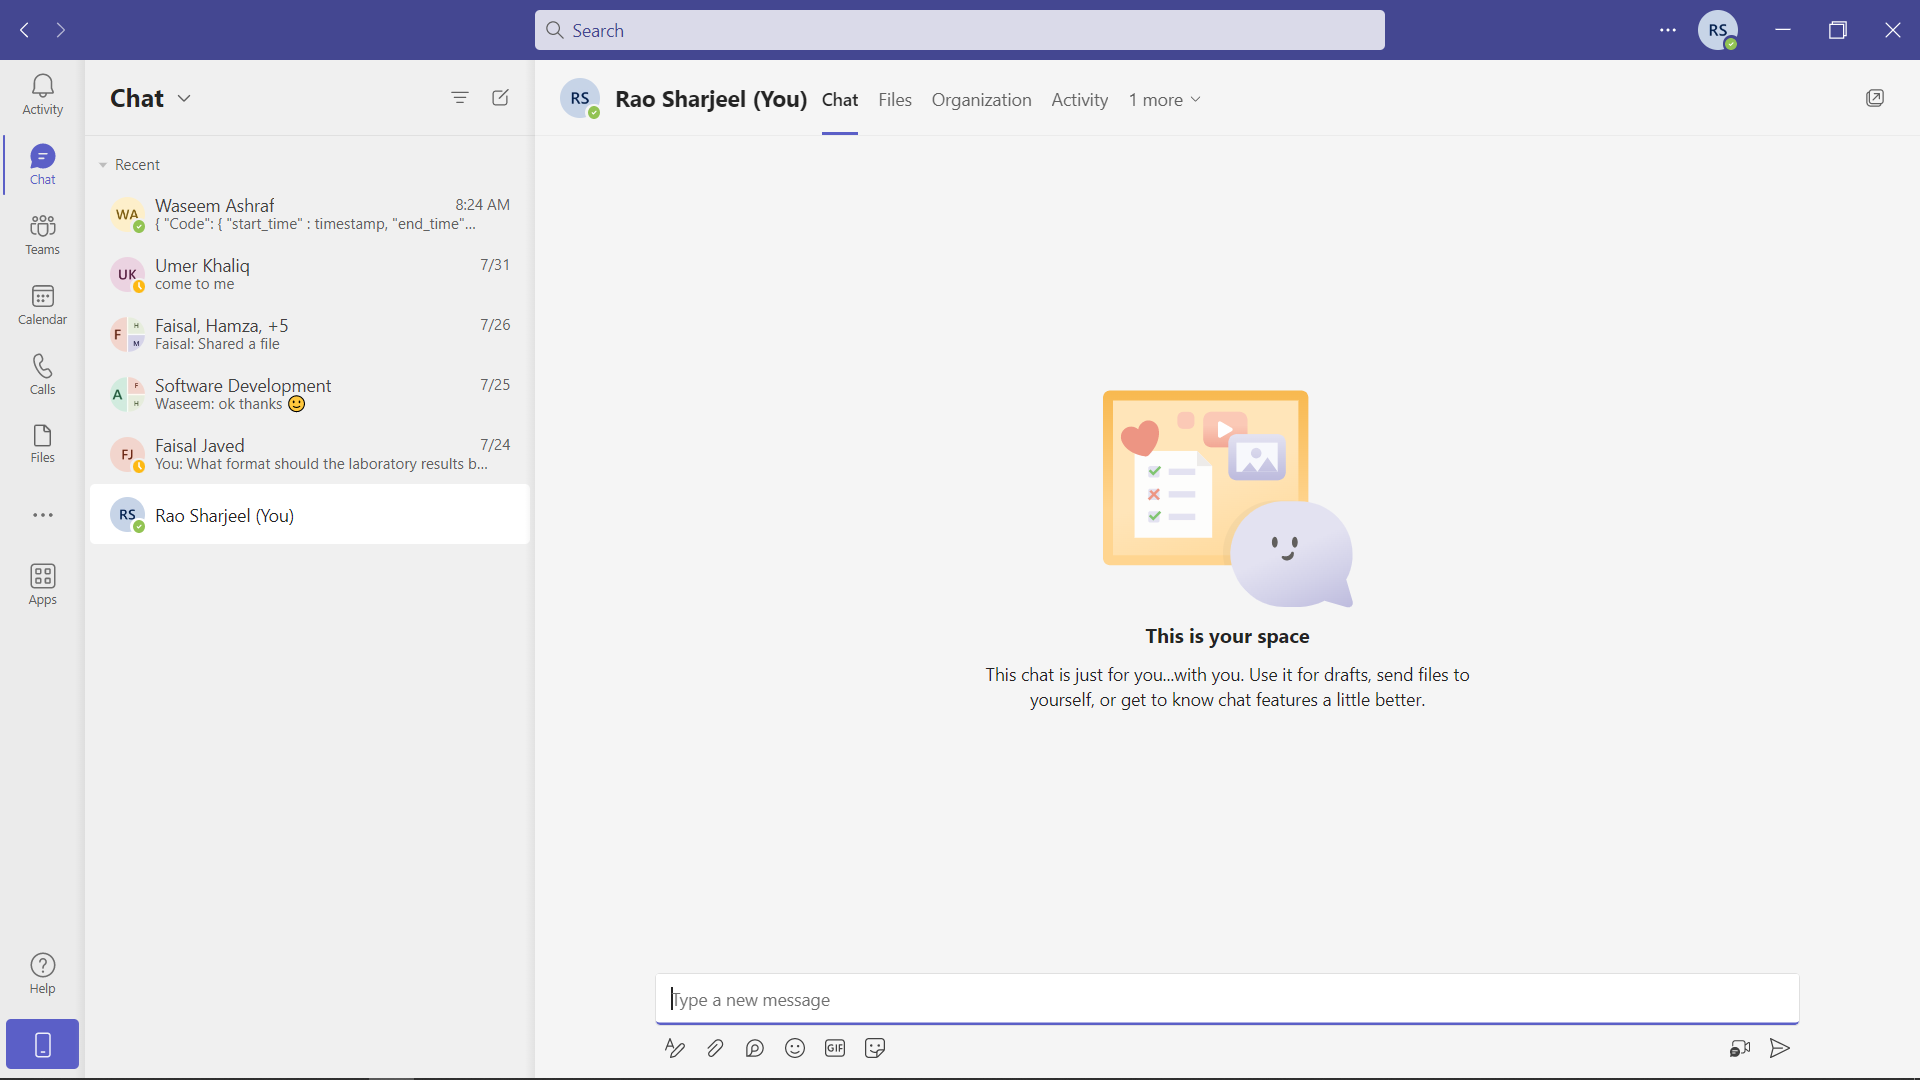 Search
RS
Activity
Chat
Teams
Calendar
Calls
Files
Apps
Help
Chat
Recent
WA
Waseem Ashraf
8:24 AM
{ "Code": { "start_time" : timestamp, "end_time"...
UK
Umer Khaliq
7/31
come to me
F
H
M
Faisal, Hamza, +5
7/26
Faisal: Shared a file
A
F
H
Software Development
7/25
Waseem: ok thanks 🙂
FJ
Faisal Javed
7/24
You: What format should the laboratory results b...
RS
Rao Sharjeel (You)
RS
Rao Sharjeel (You)
Chat
Files
Organization
Activity
1 more
This is your space
This chat is just for you...with you. Use it for drafts, send files to
yourself, or get to know chat features a little better.
Type a new message
GIF